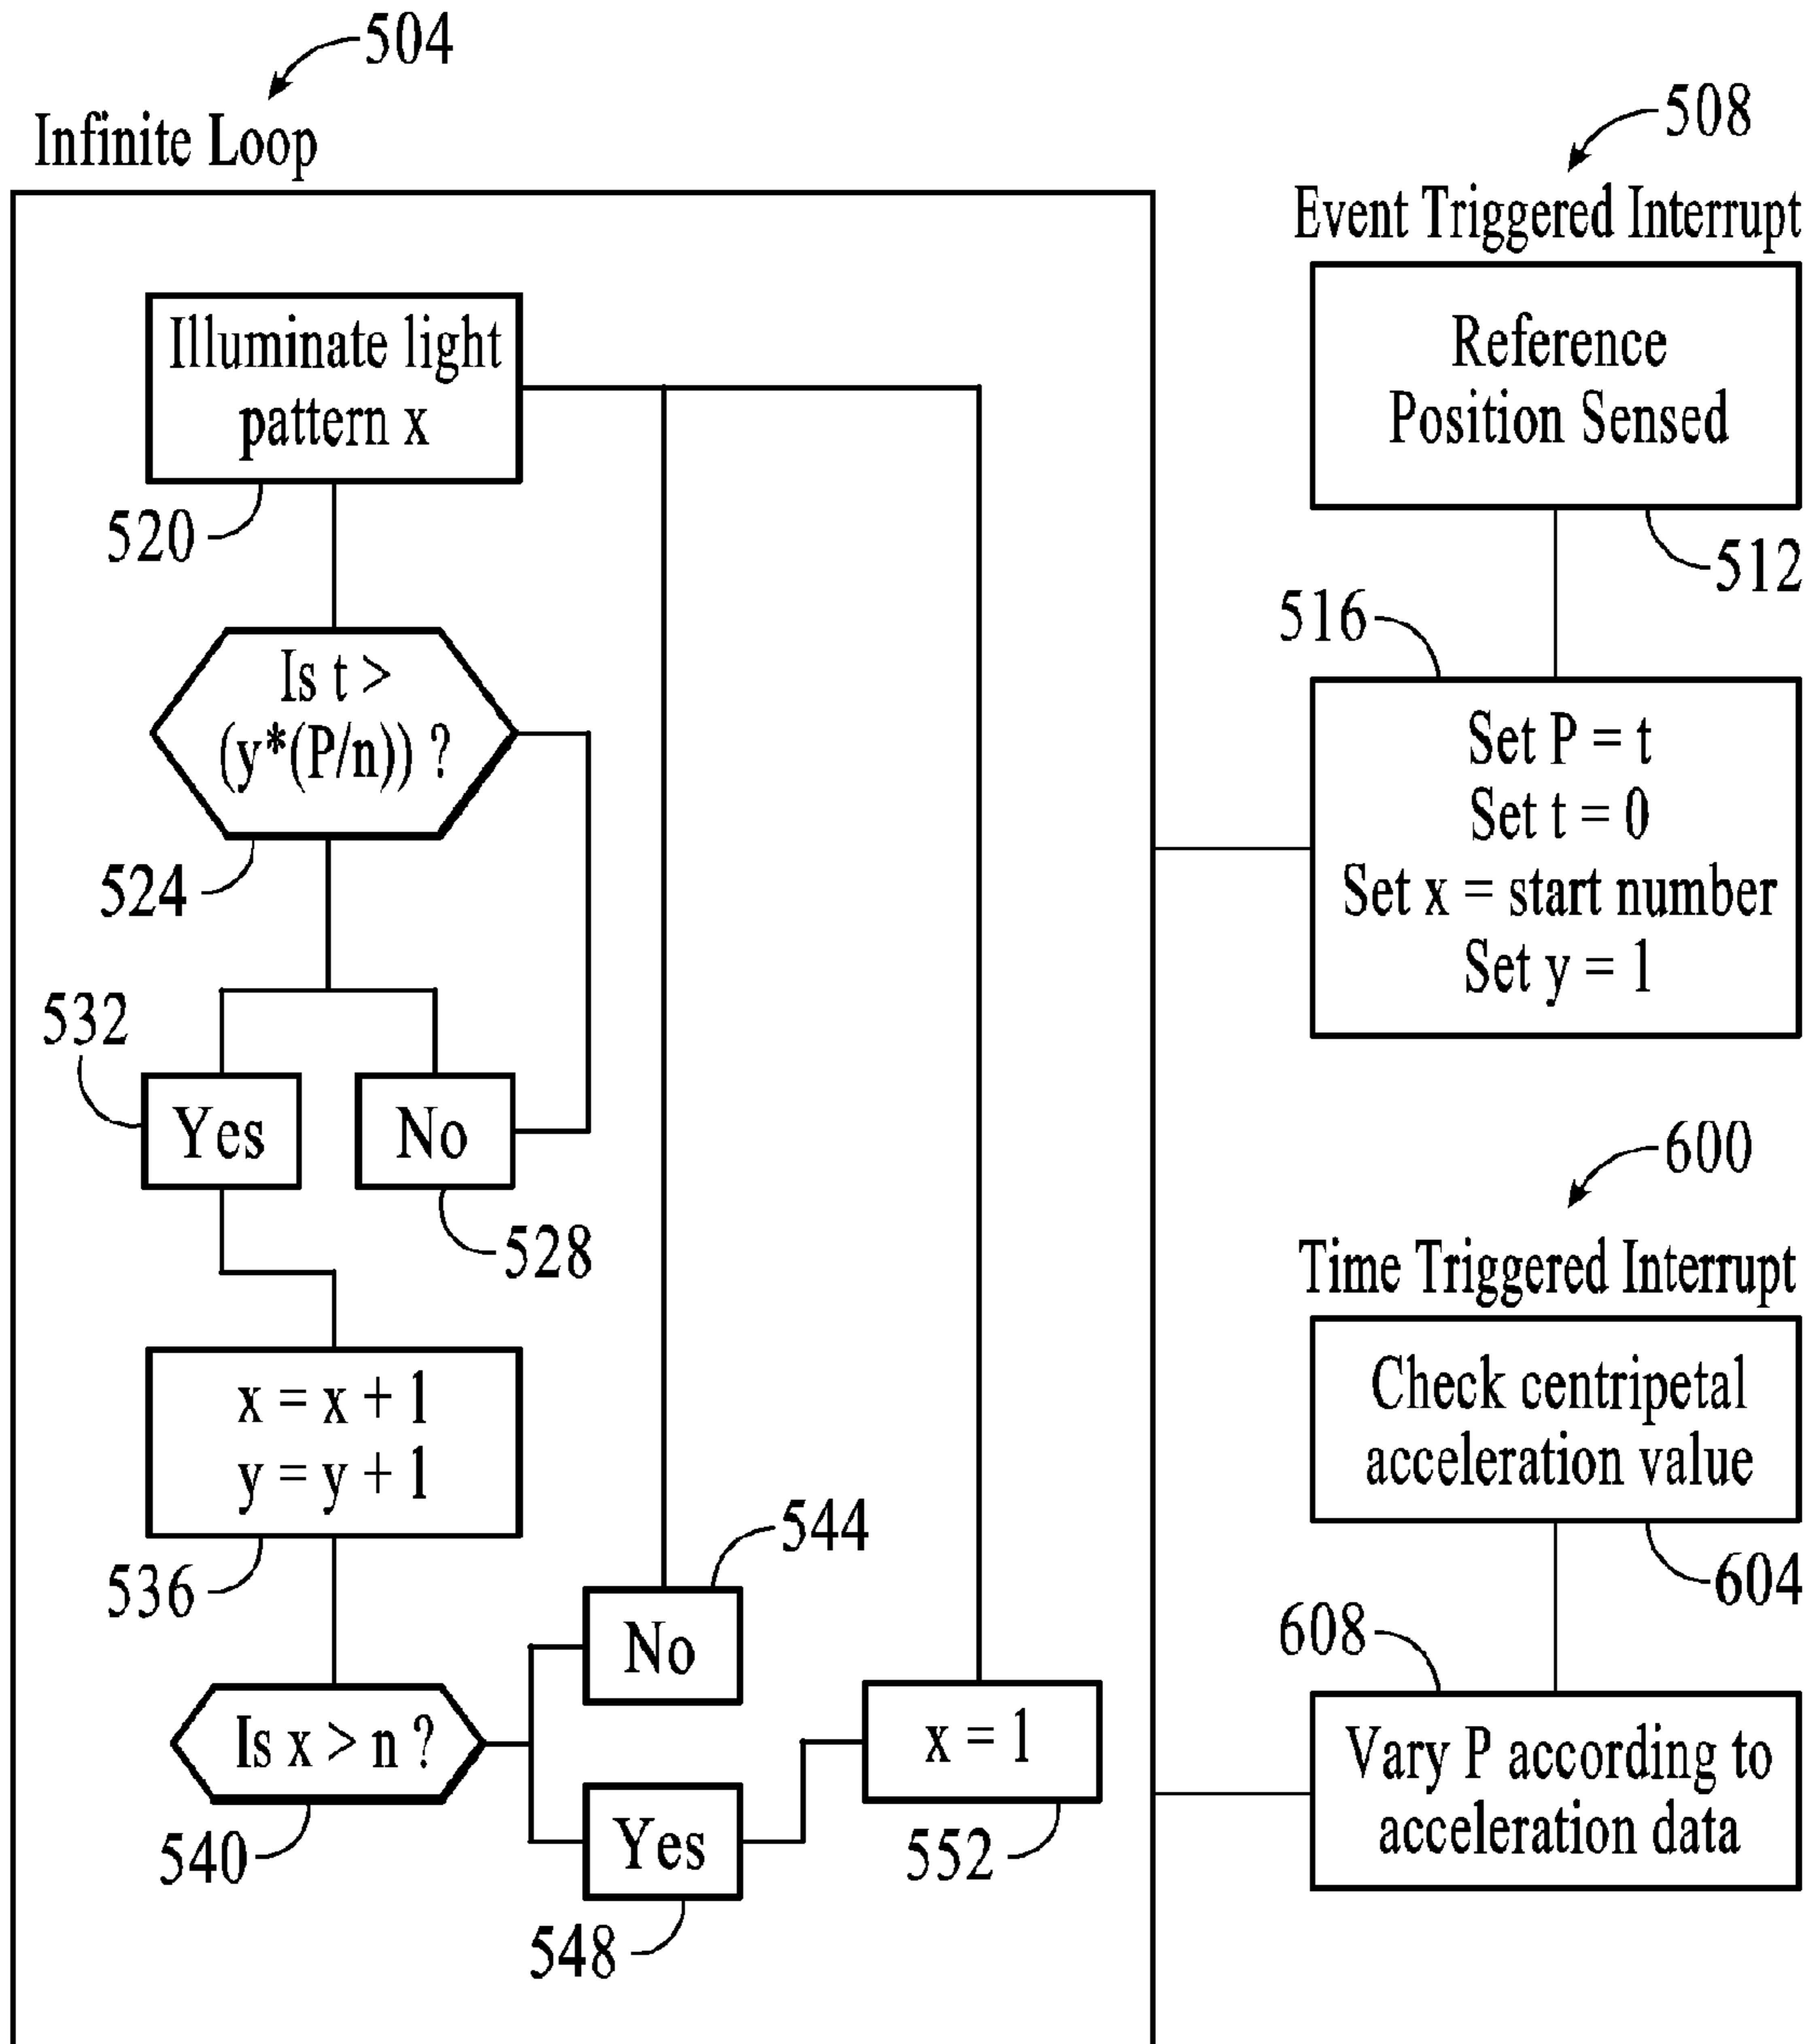 504
Infinite Loop
Illuminate light
pattern x
520
Is t >
(y*(P/n)) ?
524
532
Yes
No
528
x = x + 1
y = y + 1
536
544
No
Is x > n ?
540
Yes
548
x = 1
552
508
Event Triggered Interrupt
Reference
Position Sensed
512
516
Set P = t
Set t = 0
Set x = start number
Set y = 1
600
Time Triggered Interrupt
Check centripetal
acceleration value
604
608
Vary P according to
acceleration data